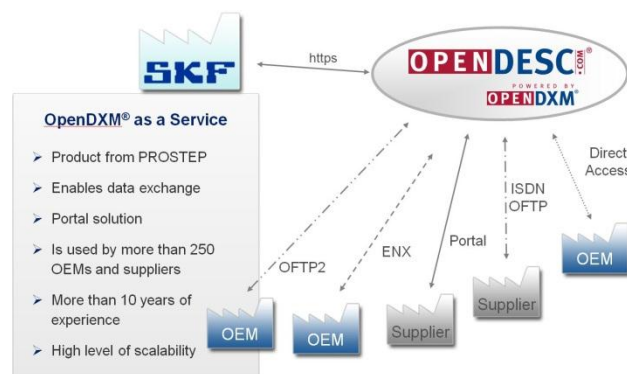 SKF
https
OPENDESC.COM®
POWERED BY
OPENDXM®
OpenDXM® as a Service
➢ Product from PROSTEP
➢ Enables data exchange
➢ Portal solution
➢ Is used by more than 250
OEMs and suppliers
➢ More than 10 years of
experience
➢ High level of scalability
OFTP2
ENX
Portal
ISDN
OFTP
Direct
Access
OEM
OEM
Supplier
Supplier
OEM